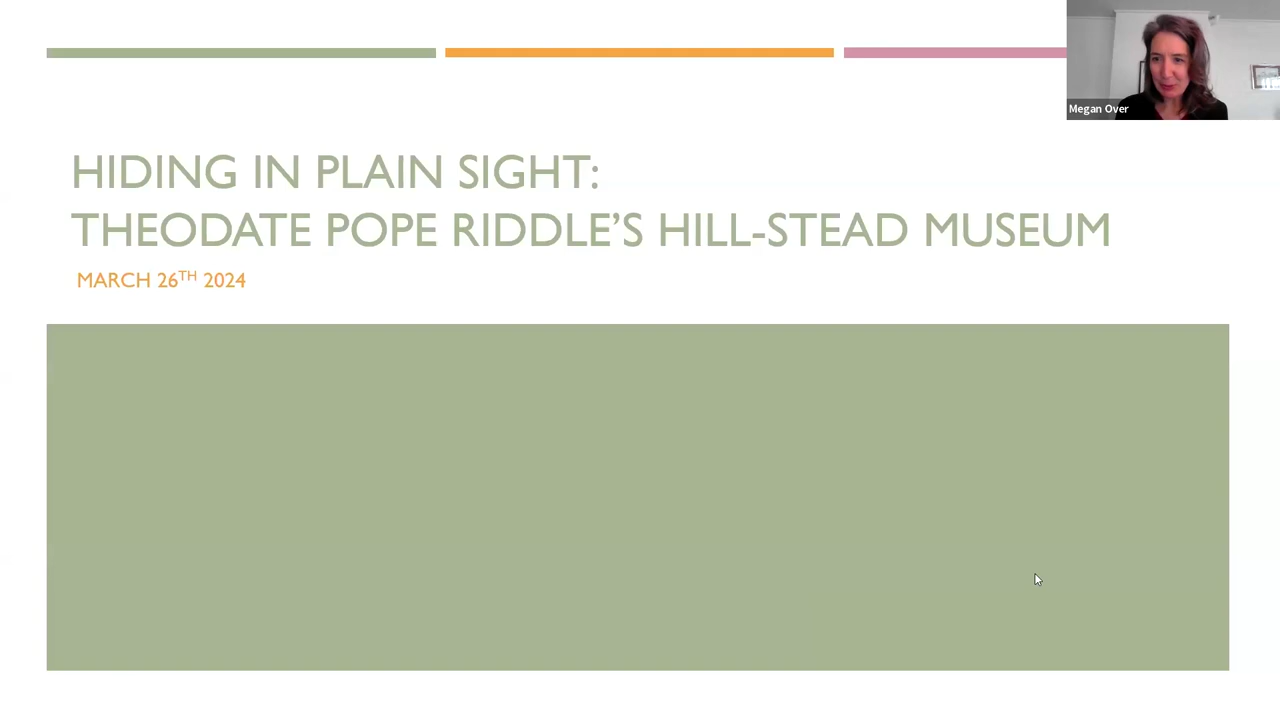 HIDING IN PLAIN SIGHT:
THEODATE POPE RIDDLE'S HILL-STEAD MUSEUM
MARCH 26TH 2024
Megan Over